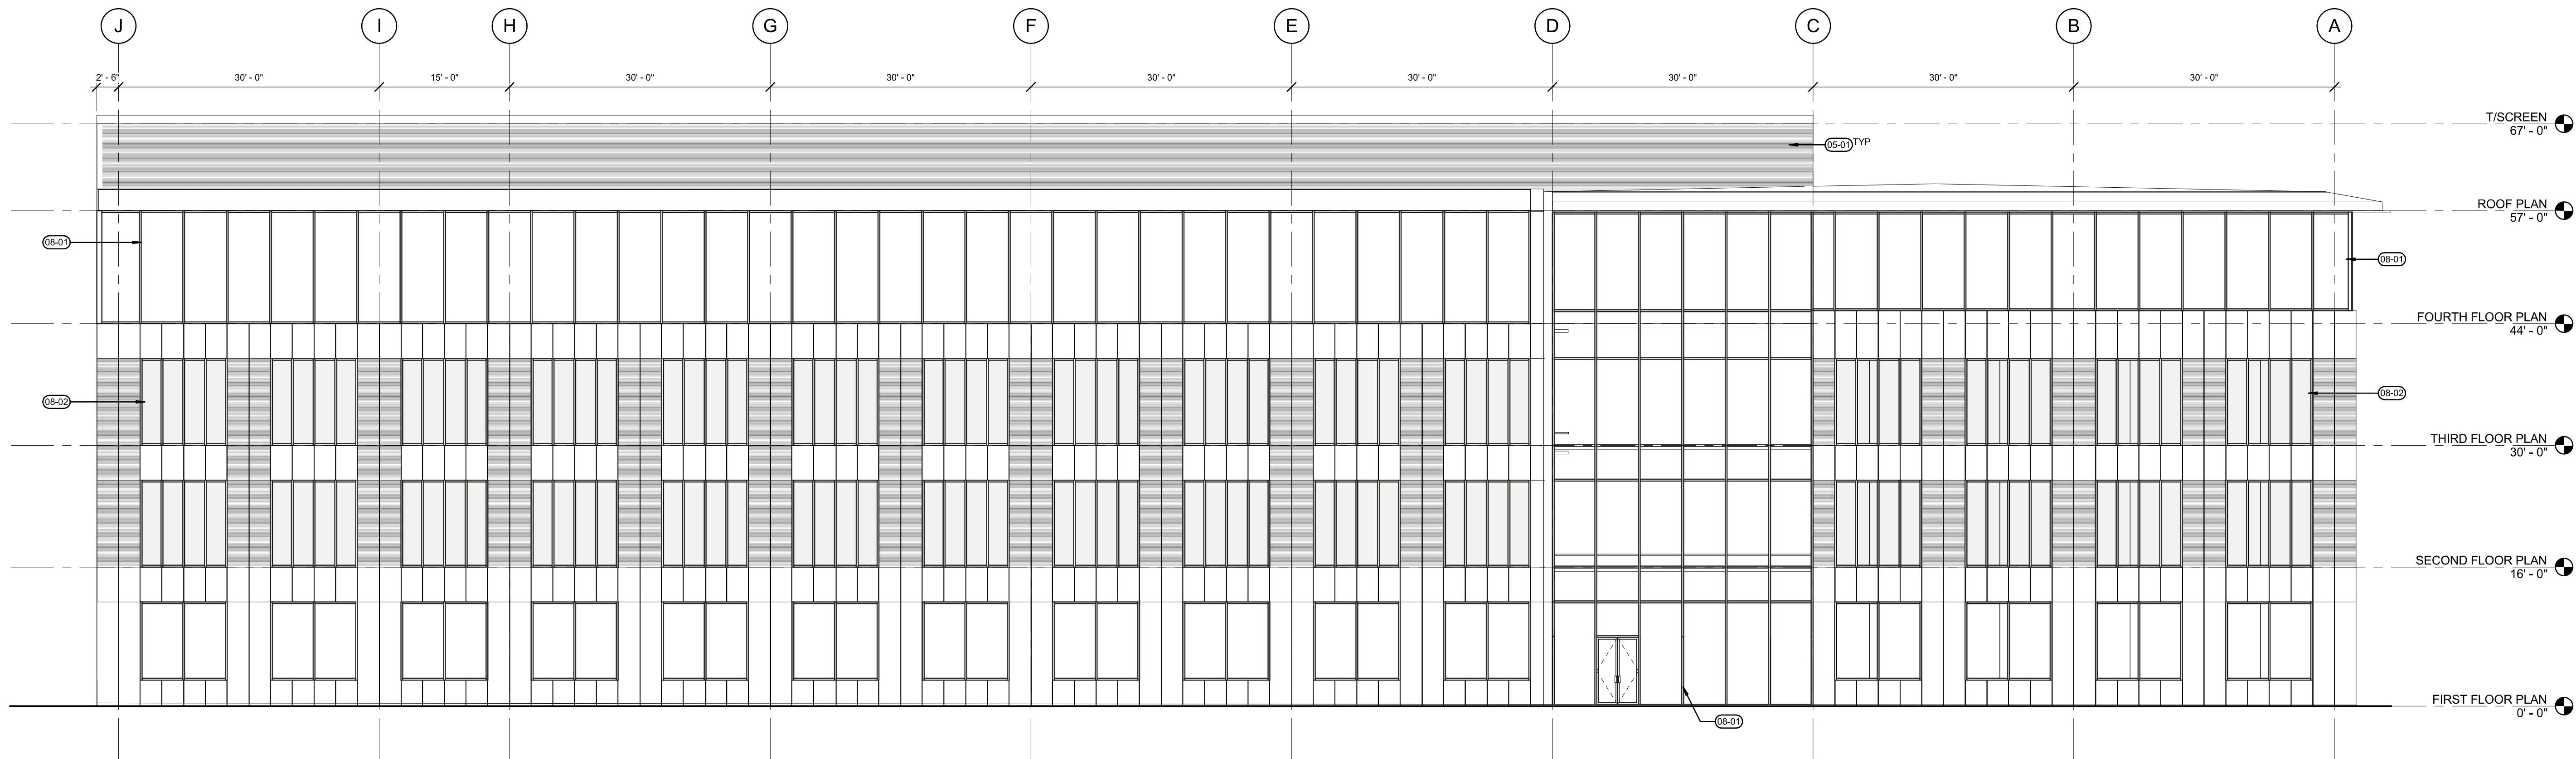 J I H G F E D C B A
2' - 6" 30' - 0" 15' - 0" 30' - 0" 30' - 0" 30' - 0" 30' - 0" 30' - 0" 30' - 0" 30' - 0"
T/SCREEN
67' - 0"
05-01 TYP
ROOF PLAN
57' - 0"
08-01
08-01
FOURTH FLOOR PLAN
44' - 0"
08-02
08-02
THIRD FLOOR PLAN
30' - 0"
SECOND FLOOR PLAN
16' - 0"
FIRST FLOOR PLAN
0' - 0"
08-01